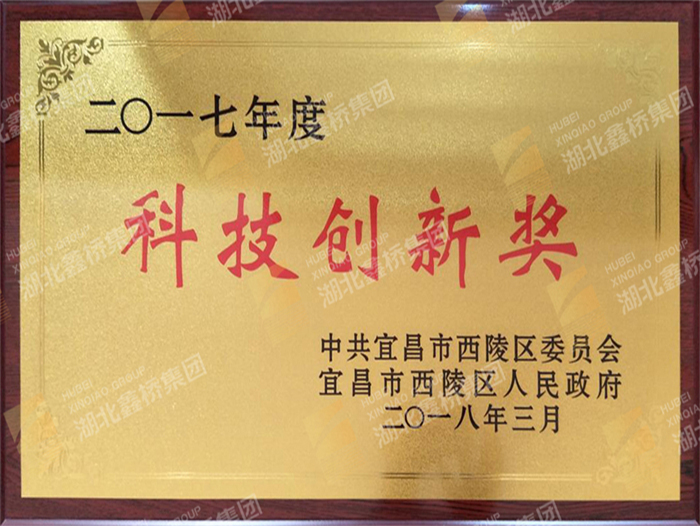 二〇一七年度
科技创新奖
中共宜昌市西陵区委员会
宜昌市西陵区人民政府
二〇一八年三月
湖北鑫桥集团
HUBEI
XINQIAO GROUP